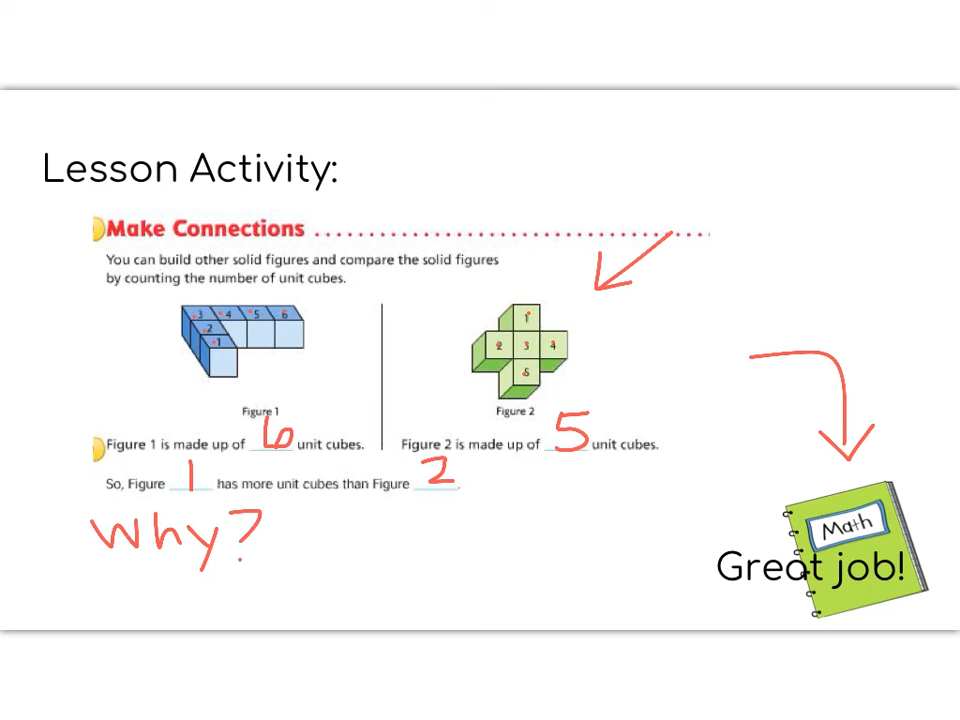 Lesson Activity:
Make Connections
You can build other solid figures and compare the solid figures
by counting the number of unit cubes.
3 4 5 6
2
1
1
2 3 4
5
Figure 1
Figure 2
Figure 1 is made up of 6 unit cubes.
Figure 2 is made up of 5 unit cubes.
So, Figure 1 has more unit cubes than Figure 2.
Why?
Math
Great job!